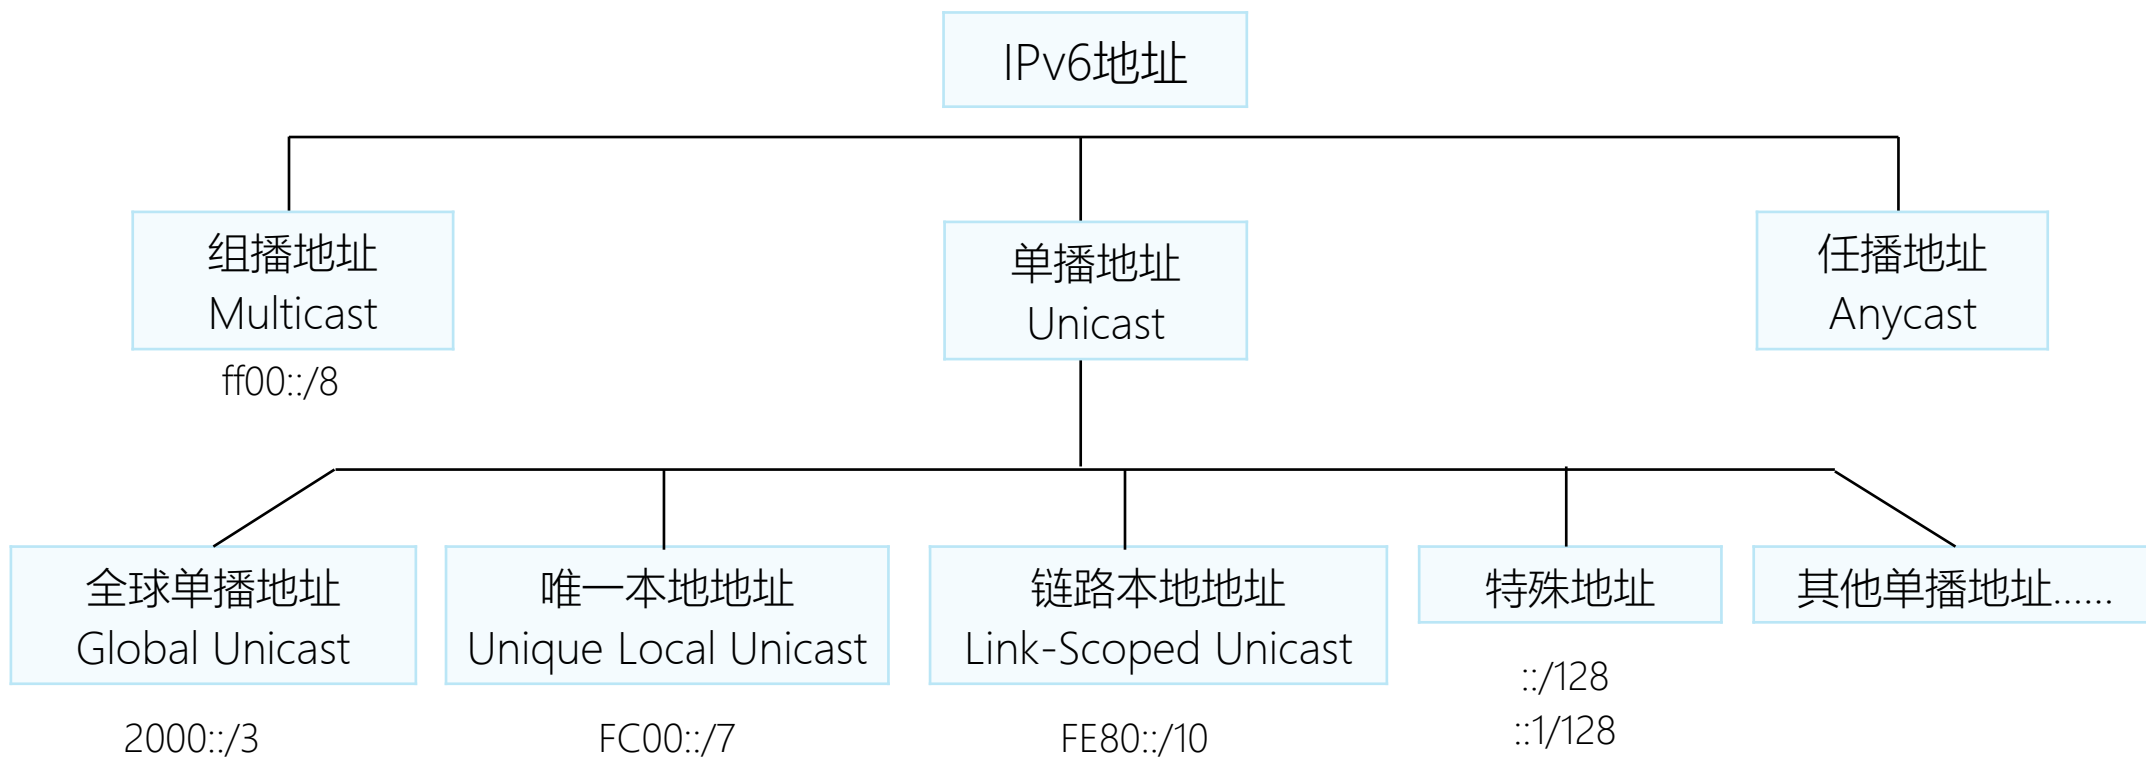 IPv6地址
组播地址
Multicast
ff00::/8
单播地址
Unicast
任播地址
Anycast
全球单播地址
Global Unicast
2000::/3
唯一本地地址
Unique Local Unicast
FC00::/7
链路本地地址
Link-Scoped Unicast
FE80::/10
特殊地址
::/128
::1/128
其他单播地址......